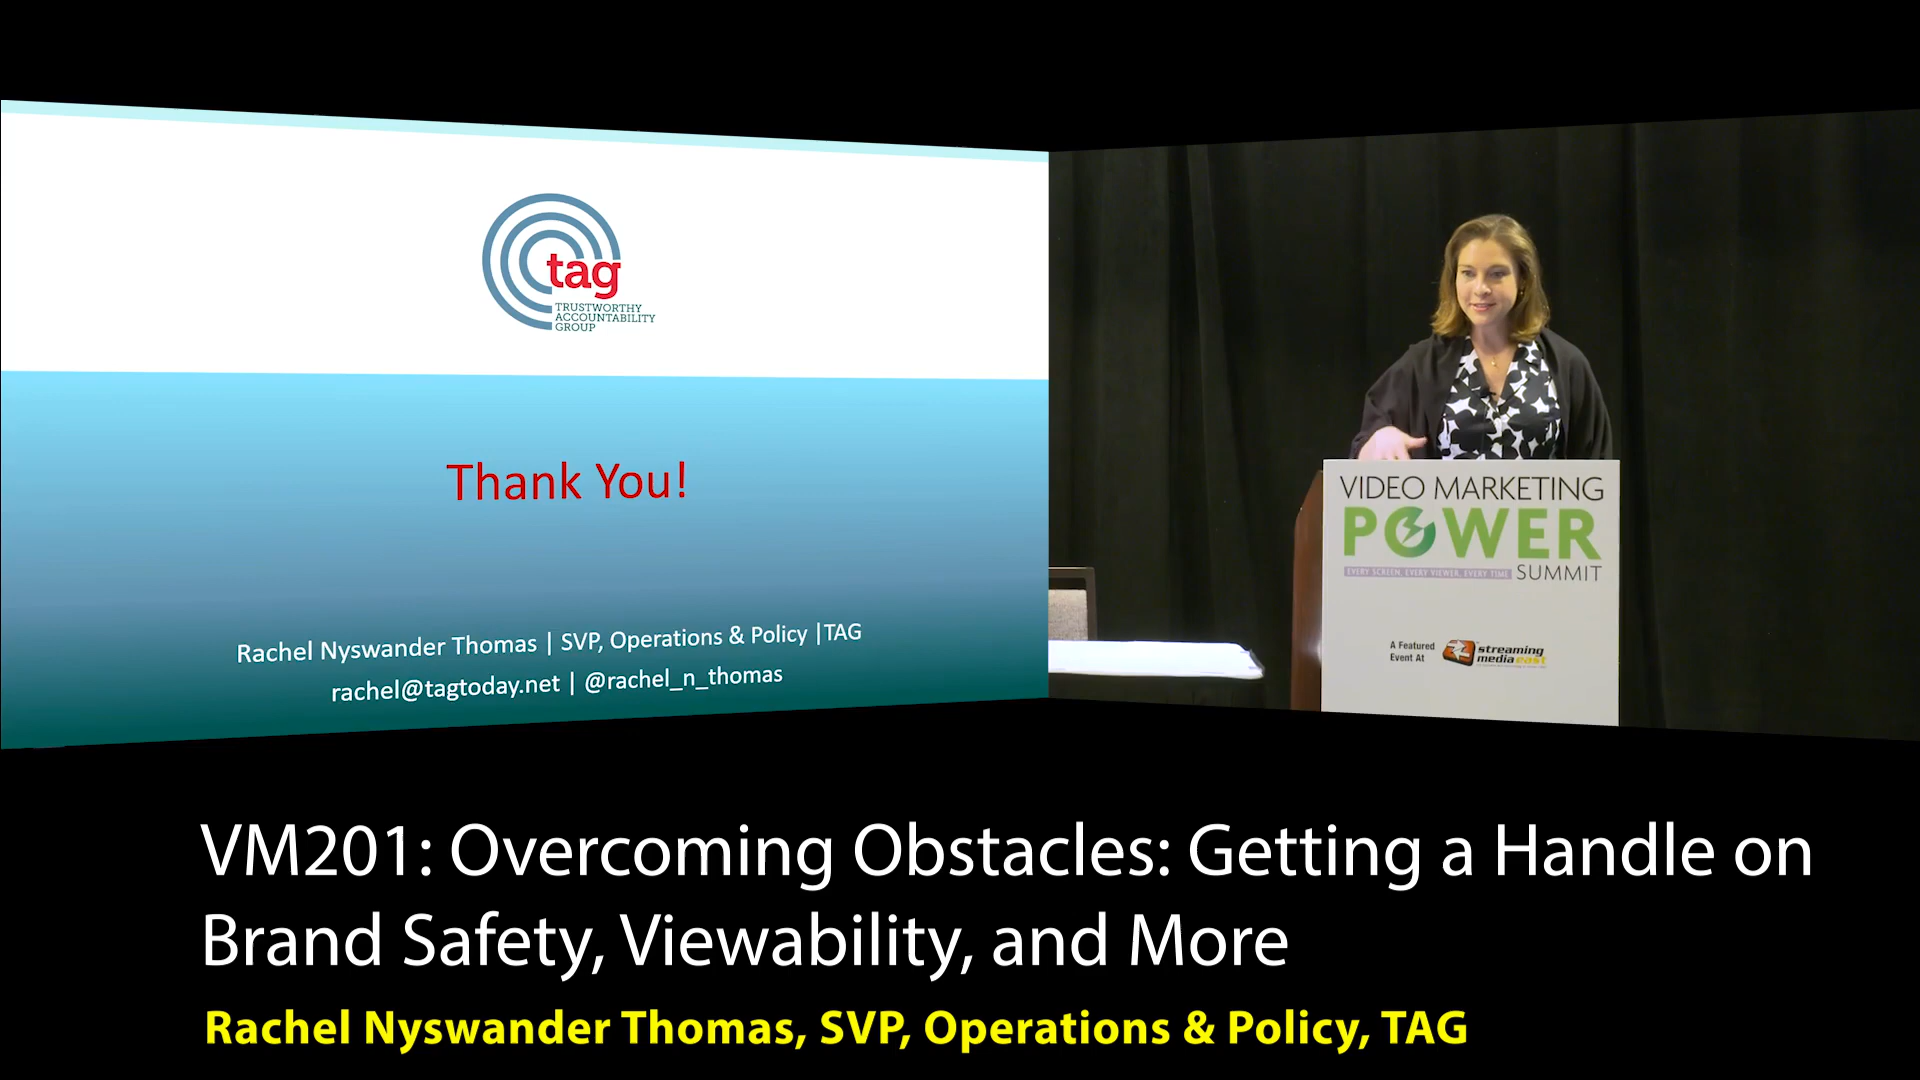 tag
TRUSTWORTHY
ACCOUNTABILITY
GROUP
Thank You!
Rachel Nyswander Thomas | SVP, Operations & Policy |TAG
rachel@tagtoday.net | @rachel_n_thomas
VIDEO MARKETING
POWER
EVERY SCREEN, EVERY VIEWER, EVERY TIME
SUMMIT
A Featured
Event At
streaming
media east
VM201: Overcoming Obstacles: Getting a Handle on
Brand Safety, Viewability, and More
Rachel Nyswander Thomas, SVP, Operations & Policy, TAG